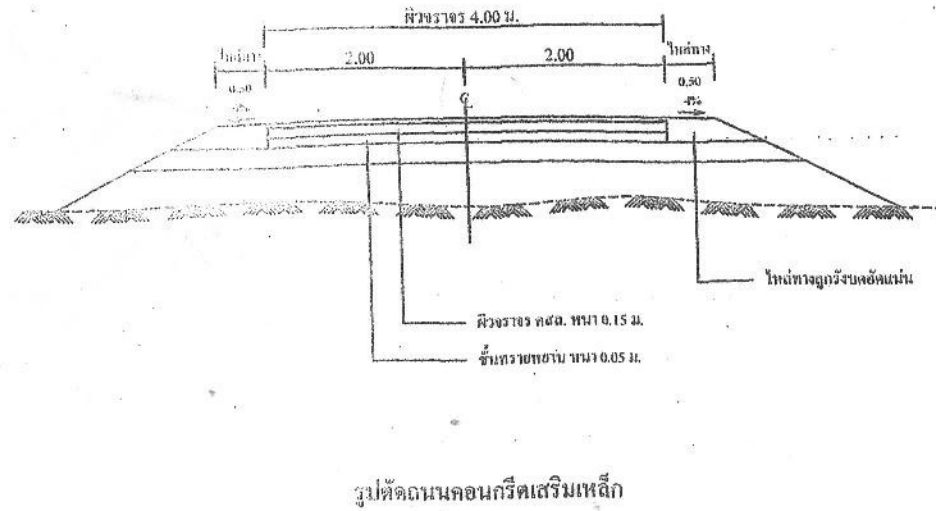 ผิวจราจร 4.00 ม.
ไหล่ทาง 2.00 2.00 ไหล่ทาง
0.50 0.50
4% 4%
ไหล่ทางลูกรังบดอัดแน่น
ผิวจราจร คสล. หนา 0.15 ม.
ชั้นทรายหยาบ หนา 0.05 ม.
รูปตัดถนนคอนกรีตเสริมเหล็ก